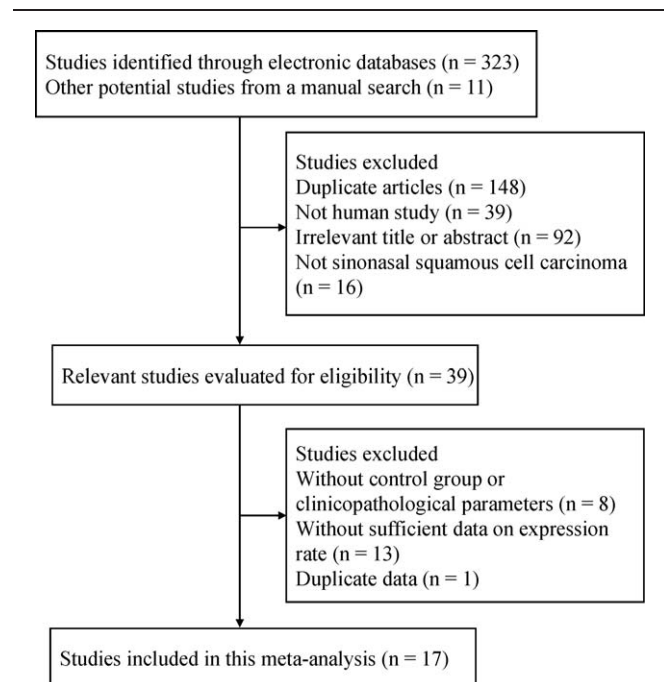 Studies identified through electronic databases (n = 323)
Other potential studies from a manual search (n = 11)
Studies excluded
Duplicate articles (n = 148)
Not human study (n = 39)
Irrelevant title or abstract (n = 92)
Not sinonasal squamous cell carcinoma
(n = 16)
Relevant studies evaluated for eligibility (n = 39)
Studies excluded
Without control group or
clinicopathological parameters (n = 8)
Without sufficient data on expression
rate (n = 13)
Duplicate data (n = 1)
Studies included in this meta-analysis (n = 17)